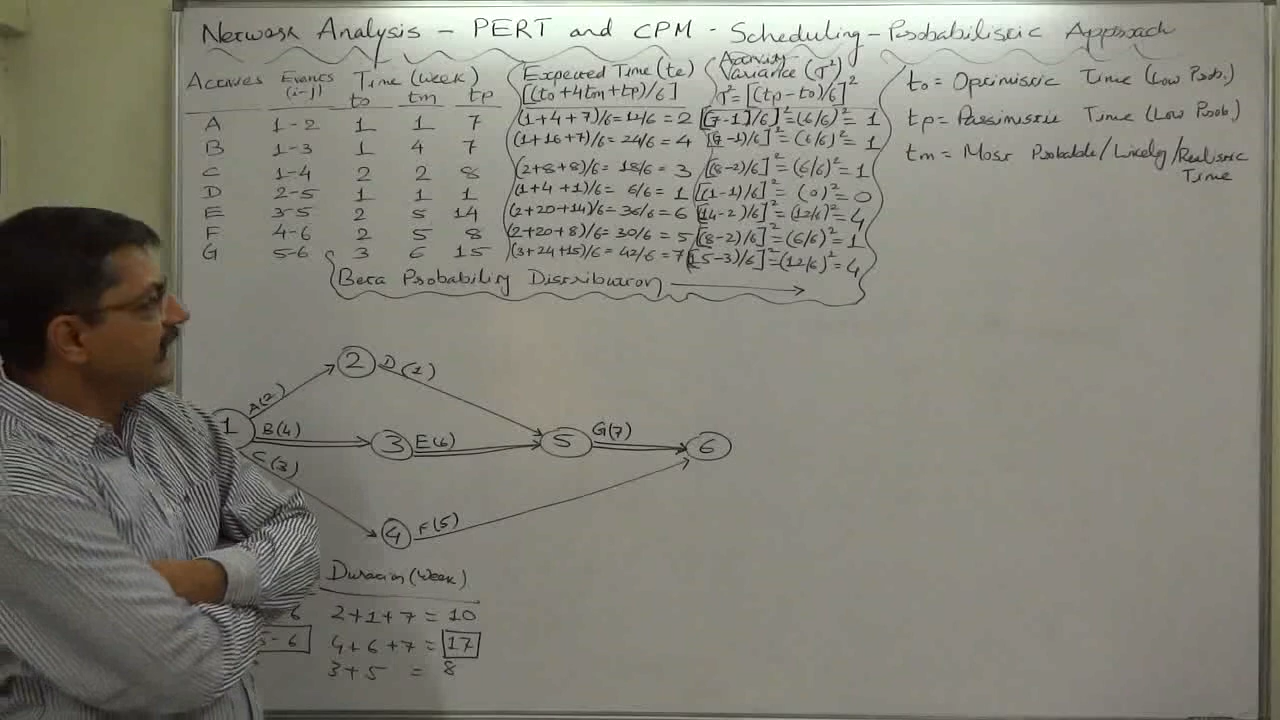 Network Analysis - PERT and CPM - Scheduling - Probabilistic Approach
Activies Events Time (week) Expected Time (te) Activity
(i-j) to tm tp [(to+4tm+tp)/6] Variance (σ²)
σ²=[(tp-to)/6]²
A 1-2 1 1 7 (1+4+7)/6=12/6=2 [(7-1)/6]²=(6/6)²=1
B 1-3 1 4 7 (1+16+7)/6=24/6=4 [(7-1)/6]²=(6/6)²=1
C 1-4 2 2 8 (2+8+8)/6=18/6=3 [(8-2)/6]²=(6/6)²=1
D 2-5 1 1 1 (1+4+1)/6=6/6=1 [(1-1)/6]²=(0)²=0
E 3-5 2 5 14 (2+20+14)/6=36/6=6 [(14-2)/6]²=(12/6)²=4
F 4-6 2 5 8 (2+20+8)/6=30/6=5 [(8-2)/6]²=(6/6)²=1
G 5-6 3 6 15 (3+24+15)/6=42/6=7 [(15-3)/6]²=(12/6)²=4
Beta Probability Distribution
to = Optimistic Time (Low Prob.)
tp = Passimistic Time (Low Prob.)
tm = Most Probable/Likely/Realistic
Time
2 D(1)
A(2)
1 B(4) 3 E(6) 5 G(7) 6
C(3)
4 F(5)
Duration (week)
6 2+1+7=10
5-6 4+6+7=17
3+5 = 8